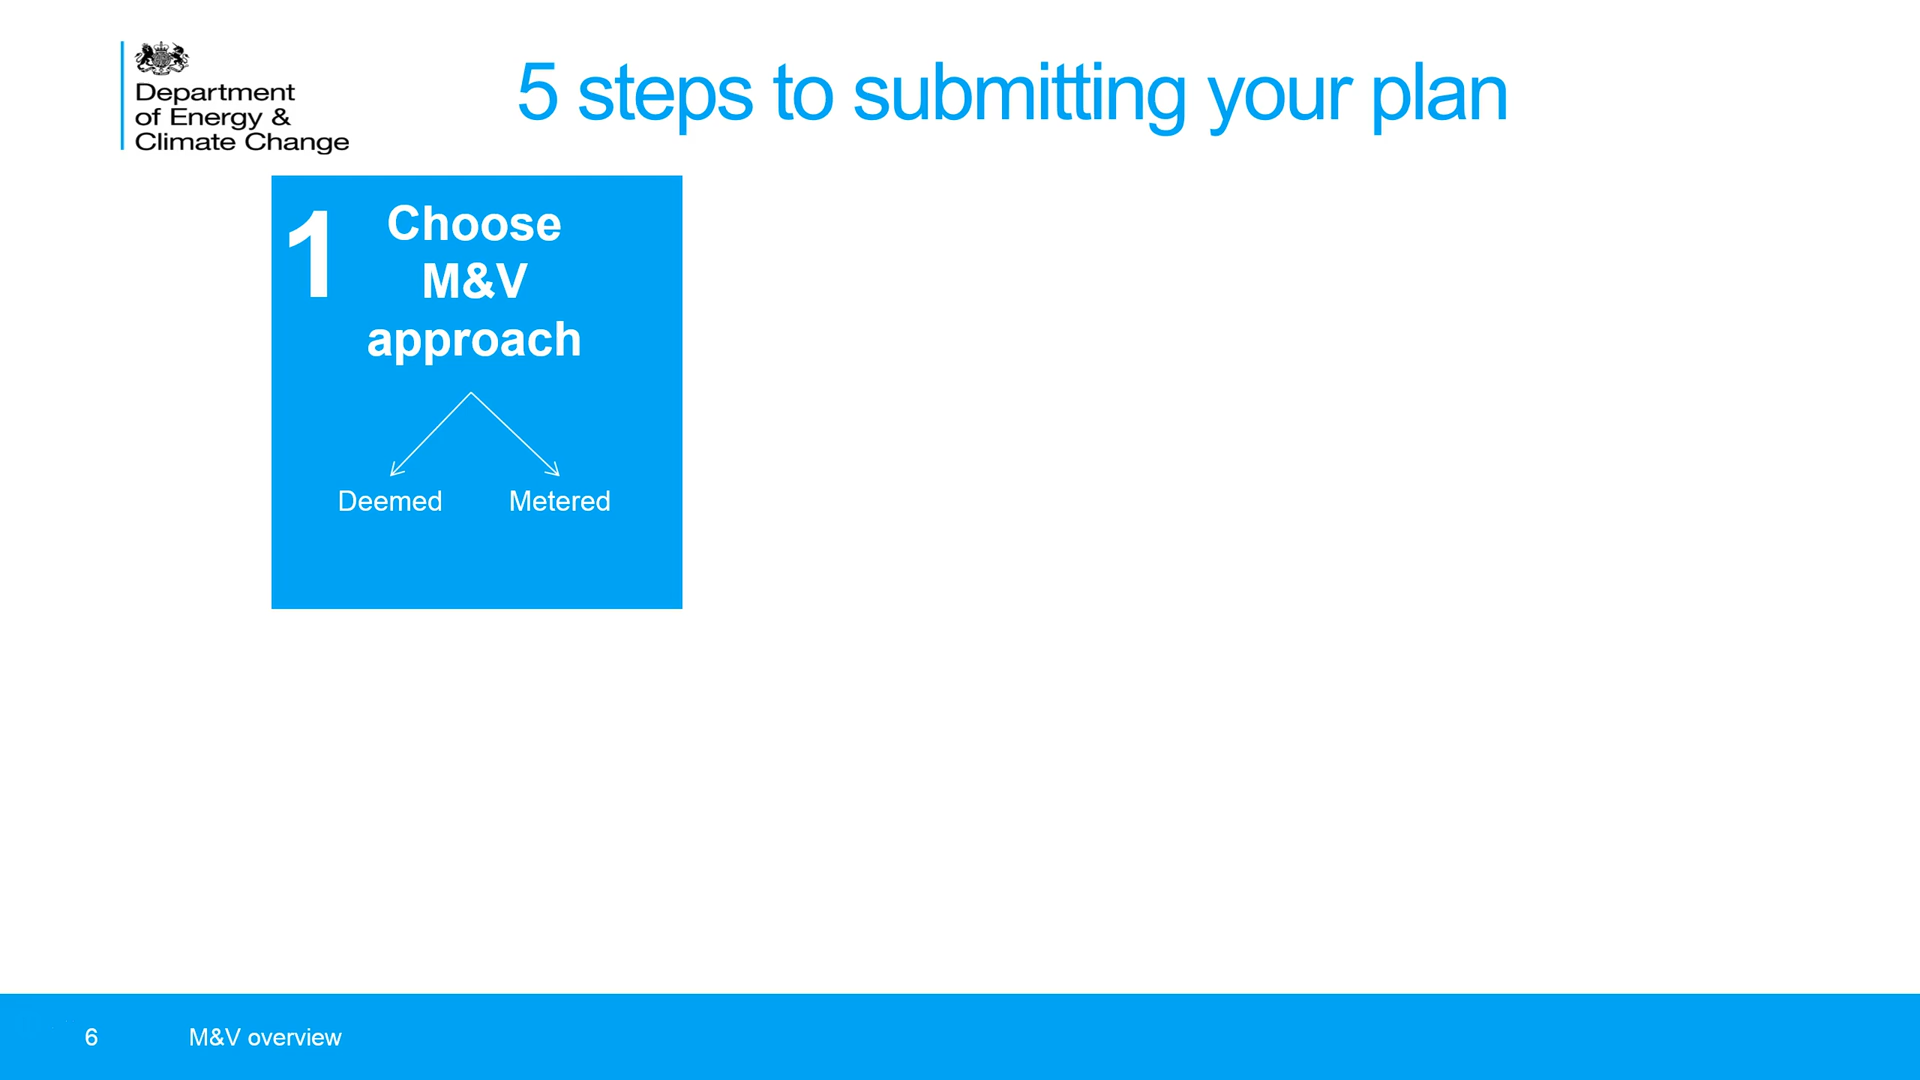 Department
of Energy &
Climate Change
5 steps to submitting your plan
1
Choose
M&V
approach
Deemed Metered
6 M&V overview